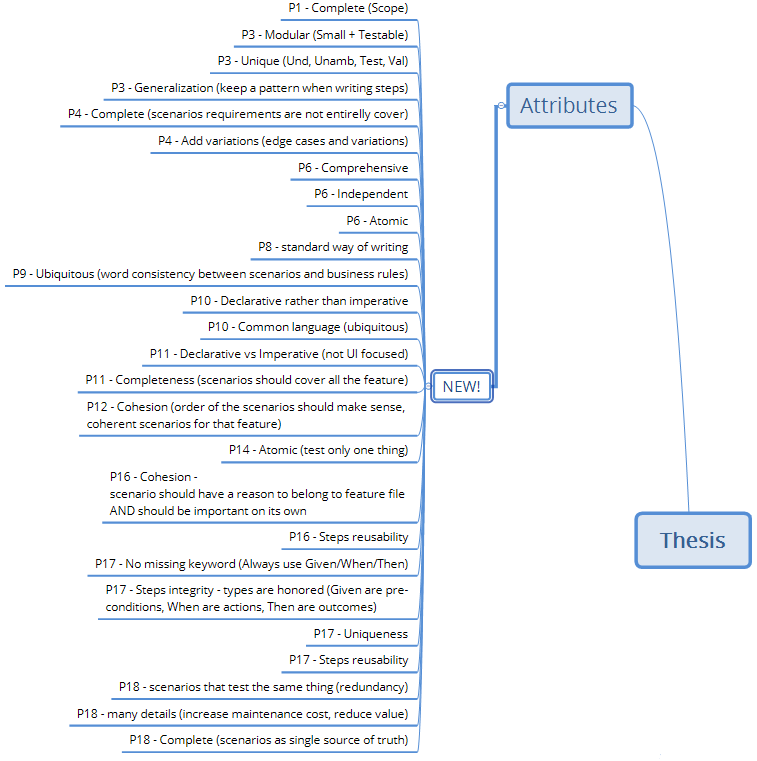 P1 - Complete (Scope)
P3 - Modular (Small + Testable)
P3 - Unique (Und, Unamb, Test, Val)
P3 - Generalization (keep a pattern when writing steps)
P4 - Complete (scenarios requirements are not entirelly cover)
P4 - Add variations (edge cases and variations)
P6 - Comprehensive
P6 - Independent
P6 - Atomic
P8 - standard way of writing
P9 - Ubiquitous (word consistency between scenarios and business rules)
P10 - Declarative rather than imperative
P10 - Common language (ubiquitous)
P11 - Declarative vs Imperative (not UI focused)
P11 - Completeness (scenarios should cover all the feature)
P12 - Cohesion (order of the scenarios should make sense,
coherent scenarios for that feature)
P14 - Atomic (test only one thing)
P16 - Cohesion -
scenario should have a reason to belong to feature file
AND should be important on its own
P16 - Steps reusability
P17 - No missing keyword (Always use Given/When/Then)
P17 - Steps integrity - types are honored (Given are pre-
conditions, When are actions, Then are outcomes)
P17 - Uniqueness
P17 - Steps reusability
P18 - scenarios that test the same thing (redundancy)
P18 - many details (increase maintenance cost, reduce value)
P18 - Complete (scenarios as single source of truth)
NEW!
Attributes
Thesis